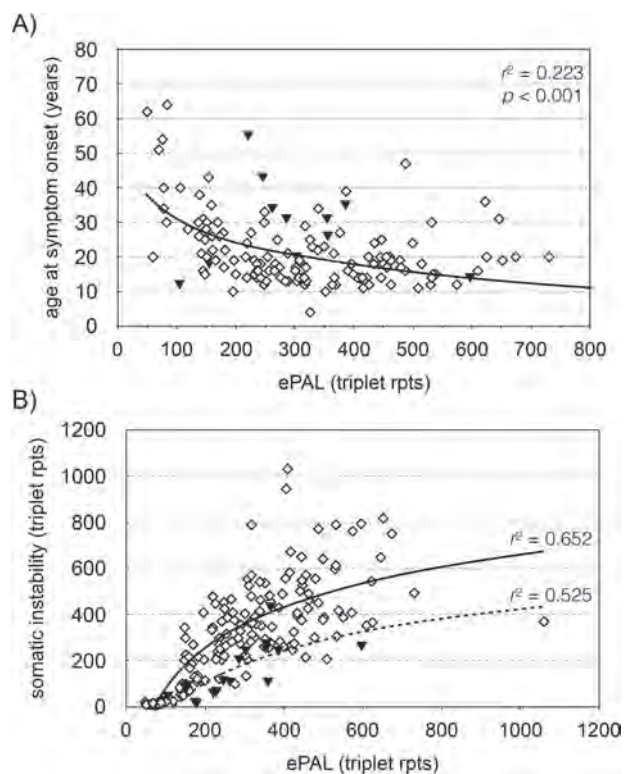 A)
age at symptom onset (years)
80
70
60
50
40
30
20
10
0
r² = 0.223
p < 0.001
0 100 200 300 400 500 600 700 800
ePAL (triplet rpts)
B)
somatic instability (triplet rpts)
1200
1000
800
600
400
200
0
r² = 0.652
r² = 0.525
0 200 400 600 800 1000 1200
ePAL (triplet rpts)